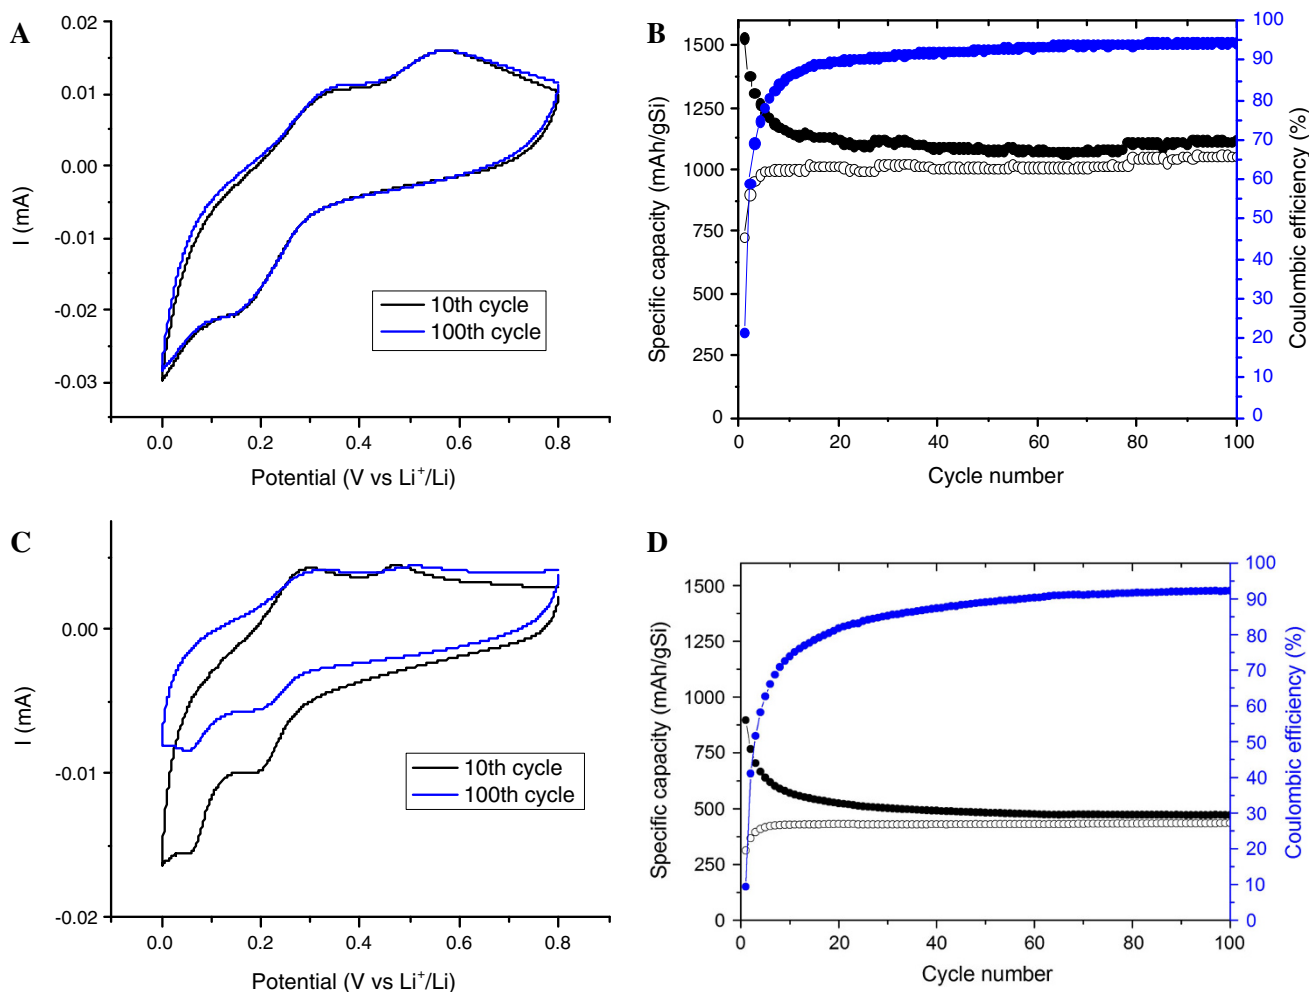 A
0.02
0.01
0.00
-0.01
-0.02
-0.03
I (mA)
10th cycle
100th cycle
0.0 0.2 0.4 0.6 0.8
Potential (V vs Li⁺/Li)
B
1500
1250
1000
750
500
250
0
Specific capacity (mAh/gSi)
100
90
80
70
60
50
40
30
20
10
0
Coulombic efficiency (%)
0 20 40 60 80 100
Cycle number
C
0.00
-0.01
-0.02
I (mA)
10th cycle
100th cycle
0.0 0.2 0.4 0.6 0.8
Potential (V vs Li⁺/Li)
D
1500
1250
1000
750
500
250
0
Specific capacity (mAh/gSi)
100
90
80
70
60
50
40
30
20
10
0
Coulombic efficiency (%)
0 20 40 60 80 100
Cycle number